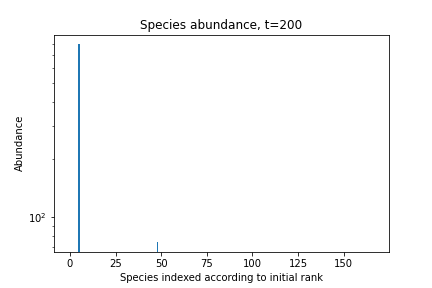 Species abundance, t=200
Abundance
10²
0 25 50 75 100 125 150
Species indexed according to initial rank